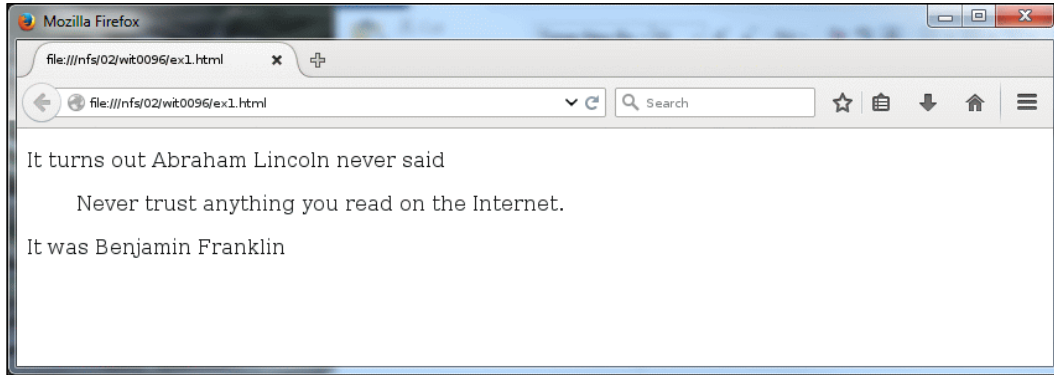 Mozilla Firefox
file:///nfs/02/wit0096/ex1.html
file:///nfs/02/wit0096/ex1.html
Search
It turns out Abraham Lincoln never said
Never trust anything you read on the Internet.
It was Benjamin Franklin